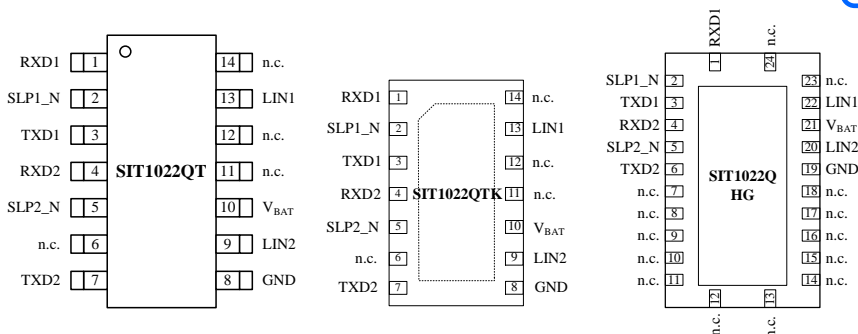 RXD1 1 14 n.c.
SLP1_N 2 13 LIN1
TXD1 3 12 n.c.
RXD2 4 SIT1022QT 11 n.c.
SLP2_N 5 10 VBAT
n.c. 6 9 LIN2
TXD2 7 8 GND
RXD1 1 14 n.c.
SLP1_N 2 13 LIN1
TXD1 3 12 n.c.
RXD2 4 SIT1022QTK 11 n.c.
SLP2_N 5 10 VBAT
n.c. 6 9 LIN2
TXD2 7 8 GND
RXD1 n.c.
1 24
SLP1_N 2 23 n.c.
TXD1 3 22 LIN1
RXD2 4 21 VBAT
SLP2_N 5 20 LIN2
TXD2 6 19 GND
SIT1022Q
HG
n.c. 7 18 n.c.
n.c. 8 17 n.c.
n.c. 9 16 n.c.
n.c. 10 15 n.c.
n.c. 11 14 n.c.
12 13
n.c. n.c.